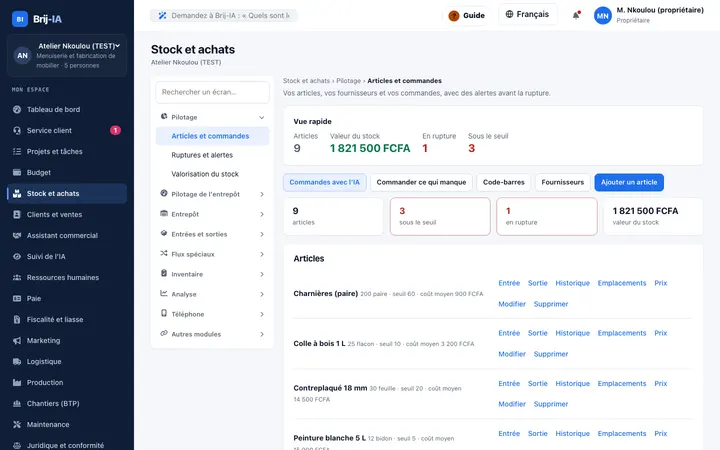 BI Brij-IA
Demandez à Brij-IA : « Quels sont l
Guide
Français
MN
M. Nkoulou (propriétaire)
Propriétaire
AN
Atelier Nkoulou (TEST)
Menuiserie et fabrication de
mobilier · 5 personnes
MON ESPACE
Tableau de bord
Service client
1
Projets et tâches
Budget
Stock et achats
Clients et ventes
Assistant commercial
Suivi de l'IA
Ressources humaines
Paie
Fiscalité et liasse
Marketing
Logistique
Production
Chantiers (BTP)
Maintenance
Juridique et conformité
Stock et achats
Atelier Nkoulou (TEST)
Rechercher un écran...
Pilotage
Articles et commandes
Ruptures et alertes
Valorisation du stock
Pilotage de l'entrepôt
Entrepôt
Entrées et sorties
Flux spéciaux
Inventaire
Analyse
Téléphone
Autres modules
Stock et achats › Pilotage › Articles et commandes
Vos articles, vos fournisseurs et vos commandes, avec des alertes avant la rupture.
Vue rapide
Articles Valeur du stock En rupture Sous le seuil
9 1 821 500 FCFA 1 3
Commandes avec l'IA Commander ce qui manque Code-barres Fournisseurs Ajouter un article
9 3 1 1 821 500 FCFA
articles sous le seuil en rupture valeur du stock
Articles
Charnières (paire) 200 paire · seuil 60 · coût moyen 900 FCFA
Entrée Sortie Historique Emplacements Prix
Modifier Supprimer
Colle à bois 1 L 25 flacon · seuil 10 · coût moyen 3 200 FCFA
Entrée Sortie Historique Emplacements Prix
Modifier Supprimer
Contreplaqué 18 mm 30 feuille · seuil 20 · coût moyen
14 500 FCFA
Entrée Sortie Historique Emplacements Prix
Modifier Supprimer
Peinture blanche 5 L 12 bidon · seuil 5 · coût moyen
Entrée Sortie Historique Emplacements Prix